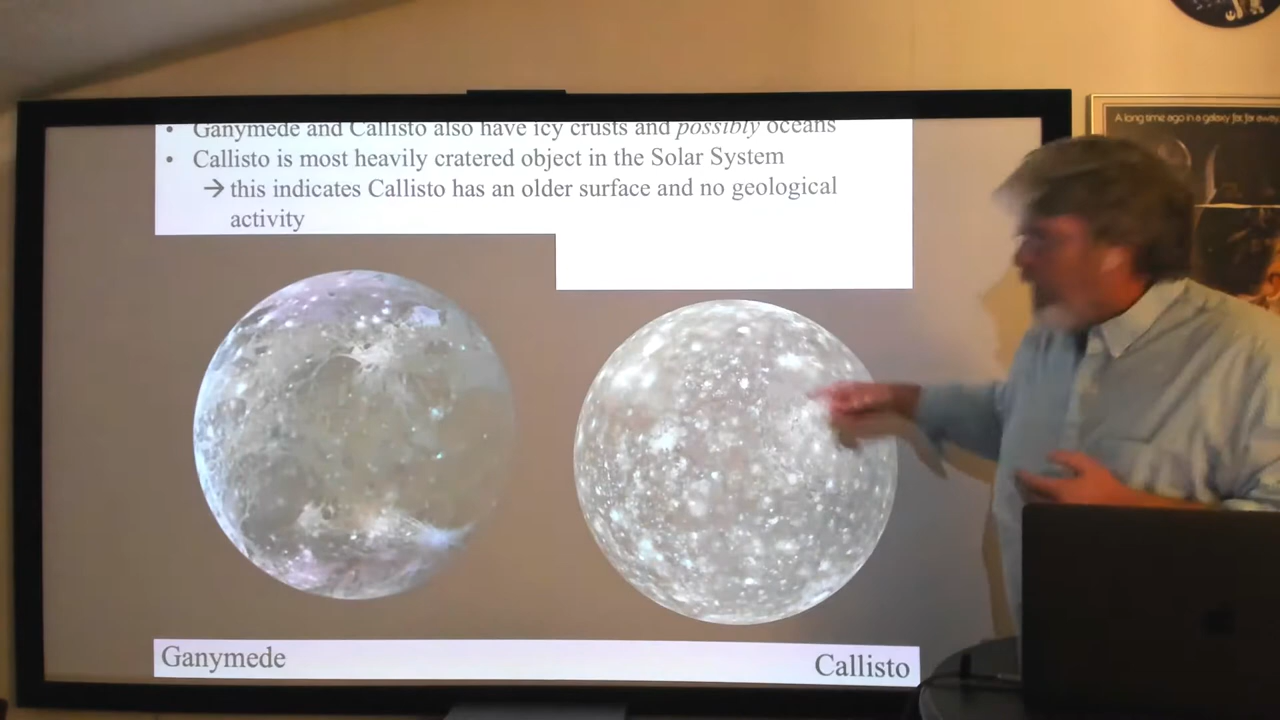 • Ganymede and Callisto also have icy crusts and possibly oceans
• Callisto is most heavily cratered object in the Solar System
→ this indicates Callisto has an older surface and no geological
activity
A long time ago in a galaxy far, far away
Ganymede
Callisto